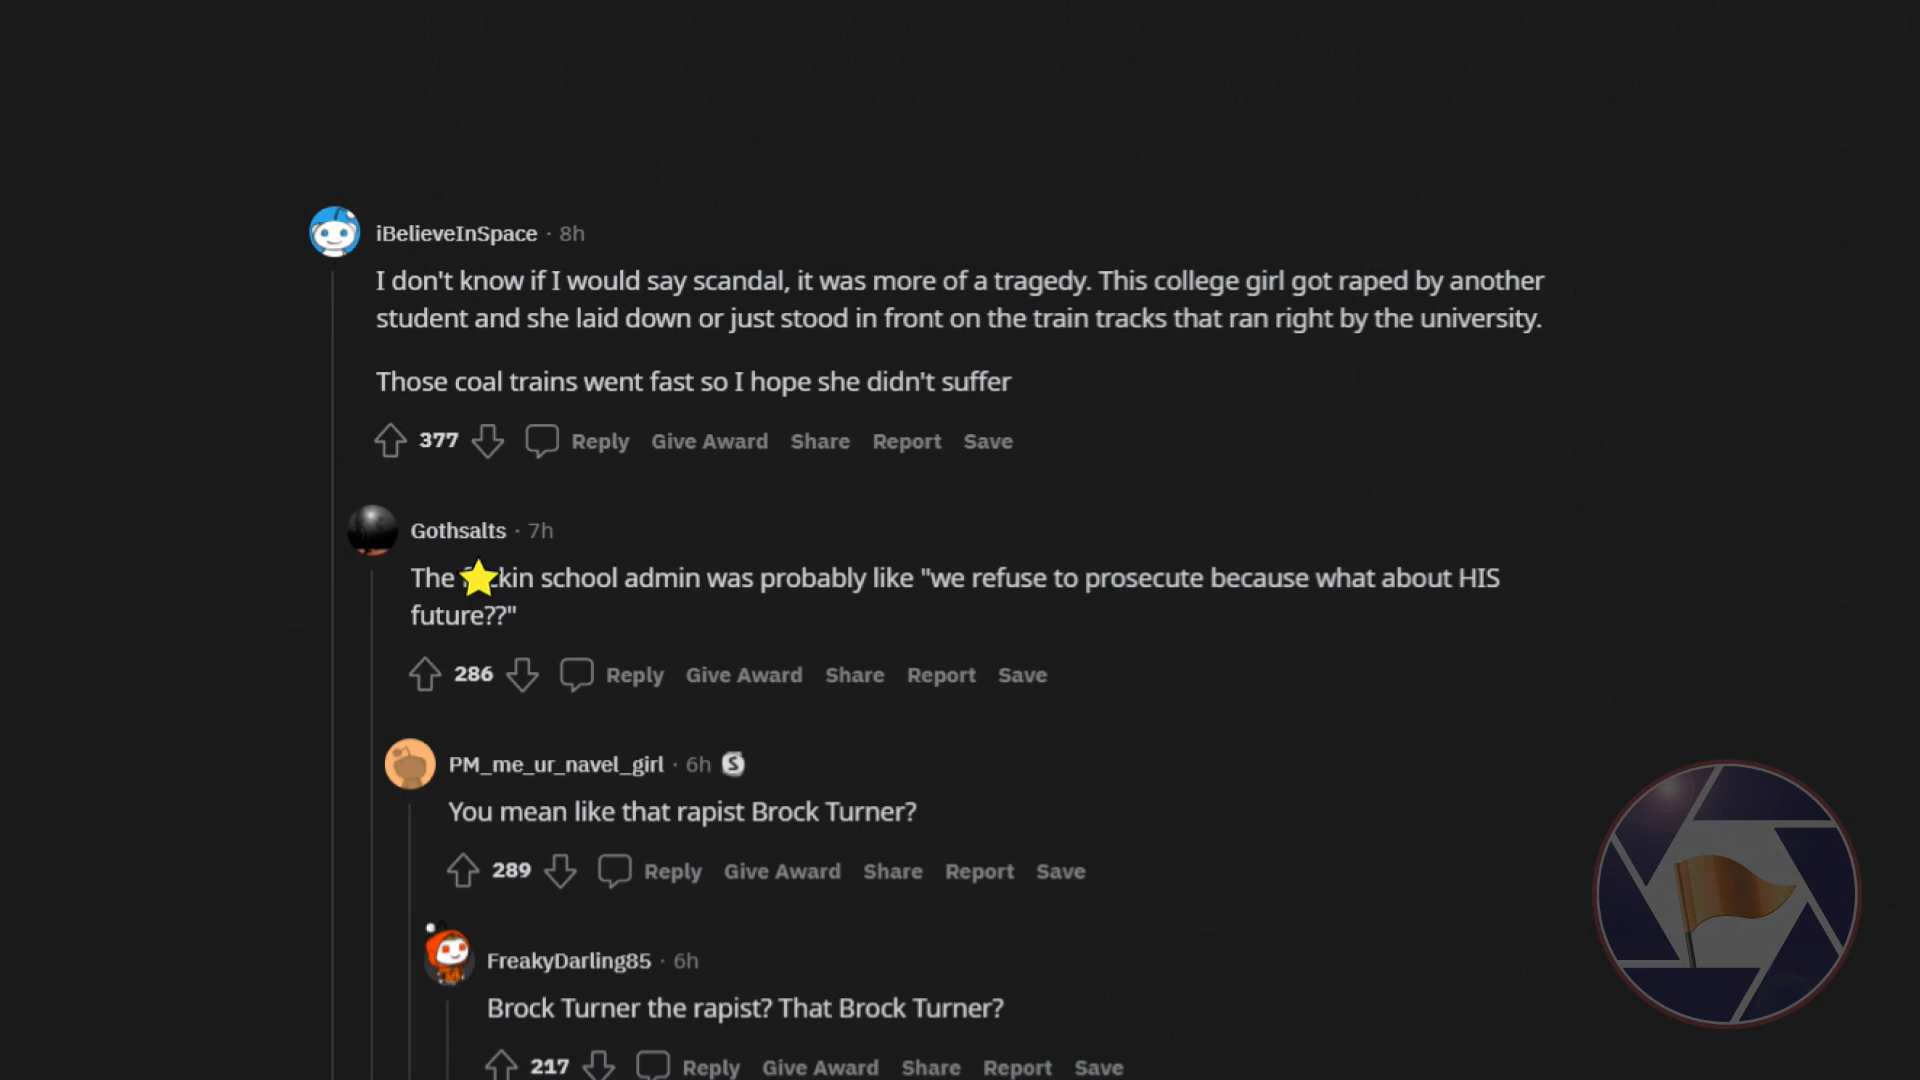 iBelieveInSpace · 8h
I don't know if I would say scandal, it was more of a tragedy. This college girl got raped by another
student and she laid down or just stood in front on the train tracks that ran right by the university.
Those coal trains went fast so I hope she didn't suffer
377 Reply Give Award Share Report Save
Gothsalts · 7h
The kin school admin was probably like "we refuse to prosecute because what about HIS
future??"
286 Reply Give Award Share Report Save
PM_me_ur_navel_girl · 6h S
You mean like that rapist Brock Turner?
289 Reply Give Award Share Report Save
FreakyDarling85 · 6h
Brock Turner the rapist? That Brock Turner?
217 Reply Give Award Share Report Save